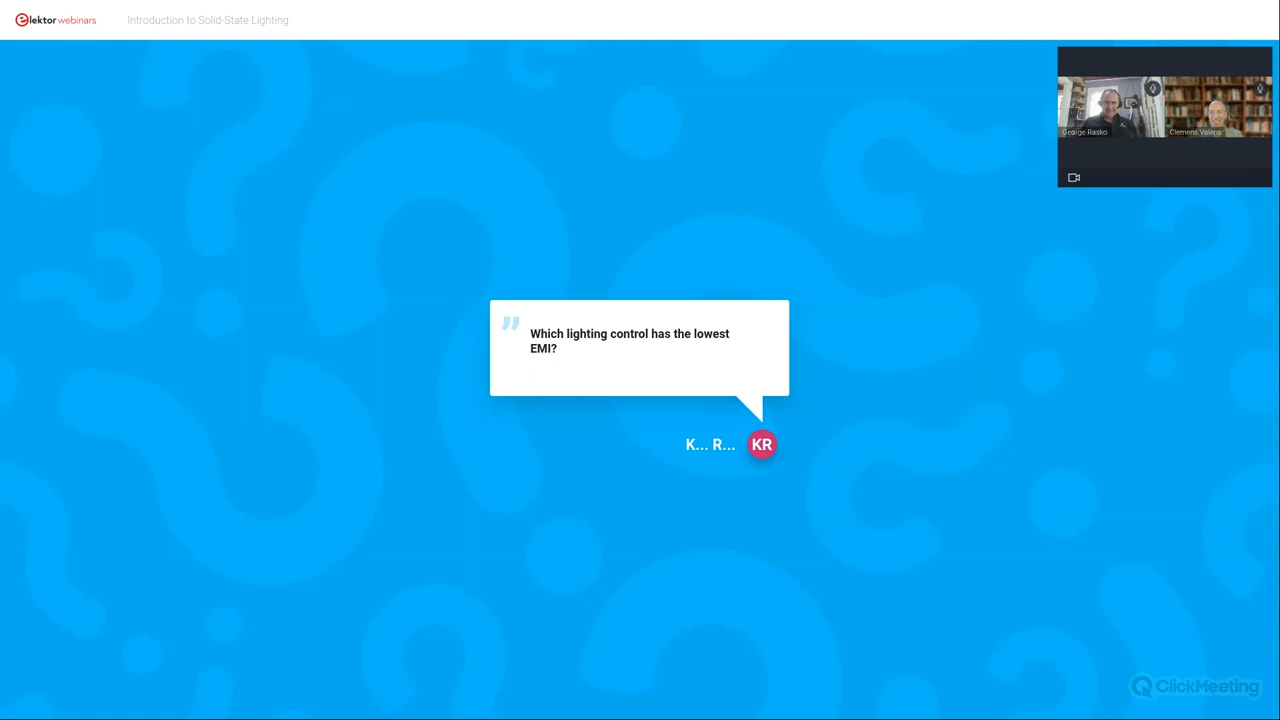 elektor webinars
Introduction to Solid-State Lighting
George Rasko
Clemens Valens
Which lighting control has the lowest
EMI?
K... R...
KR
ClickMeeting